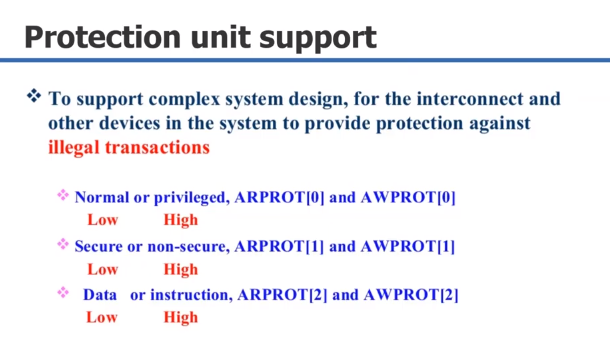 Protection unit support
To support complex system design, for the interconnect and
other devices in the system to provide protection against
illegal transactions
Normal or privileged, ARPROT[0] and AWPROT[0]
Low High
Secure or non-secure, ARPROT[1] and AWPROT[1]
Low High
Data or instruction, ARPROT[2] and AWPROT[2]
Low High